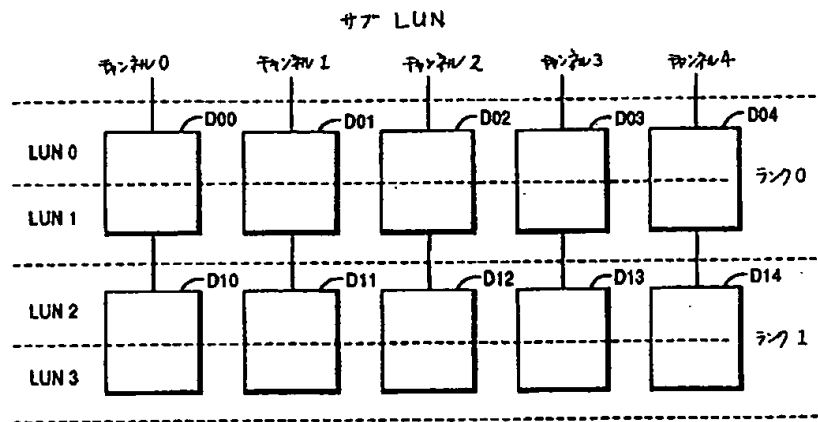 サブ LUN
チャンネル0 チャンネル1 チャンネル2 チャンネル3 チャンネル4
D00 D01 D02 D03 D04
LUN 0
ランク0
LUN 1
D10 D11 D12 D13 D14
LUN 2
ランク1
LUN 3